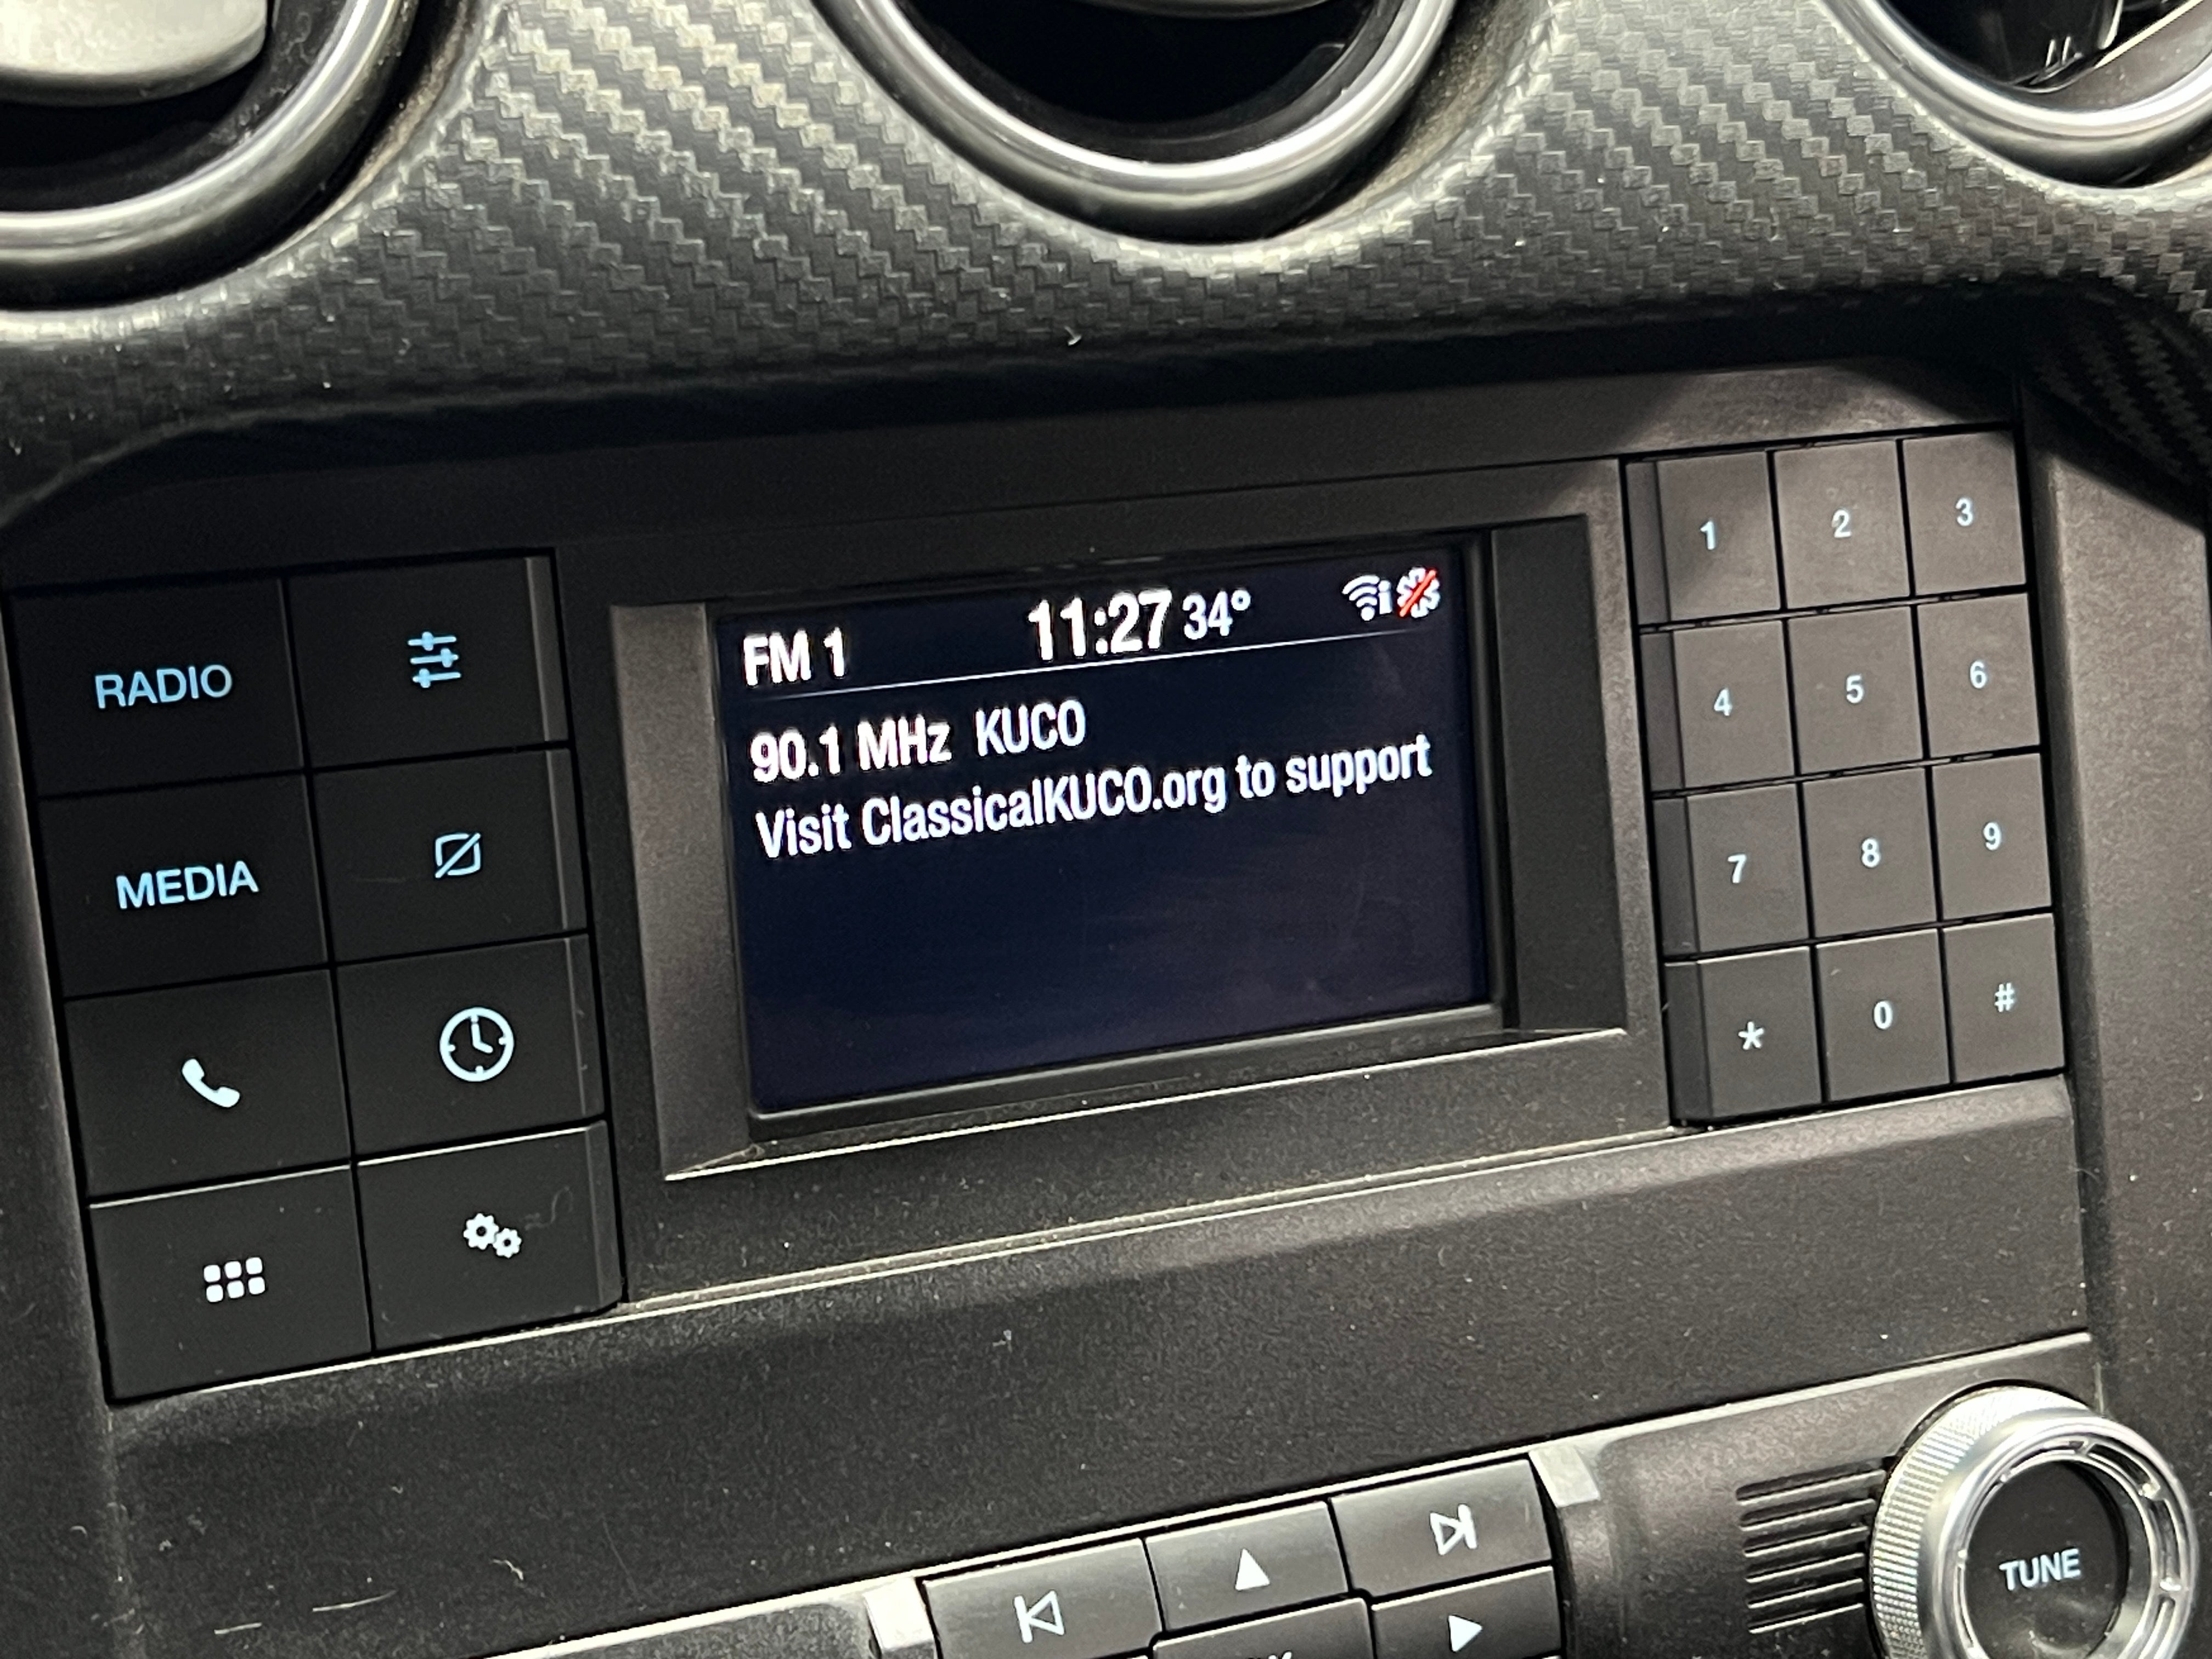 FM 1 11:27 34°
90.1 MHz KUCO
Visit ClassicalKUCO.org to support
RADIO
MEDIA
1 2 3
4 5 6
7 8 9
* 0 #
TUNE